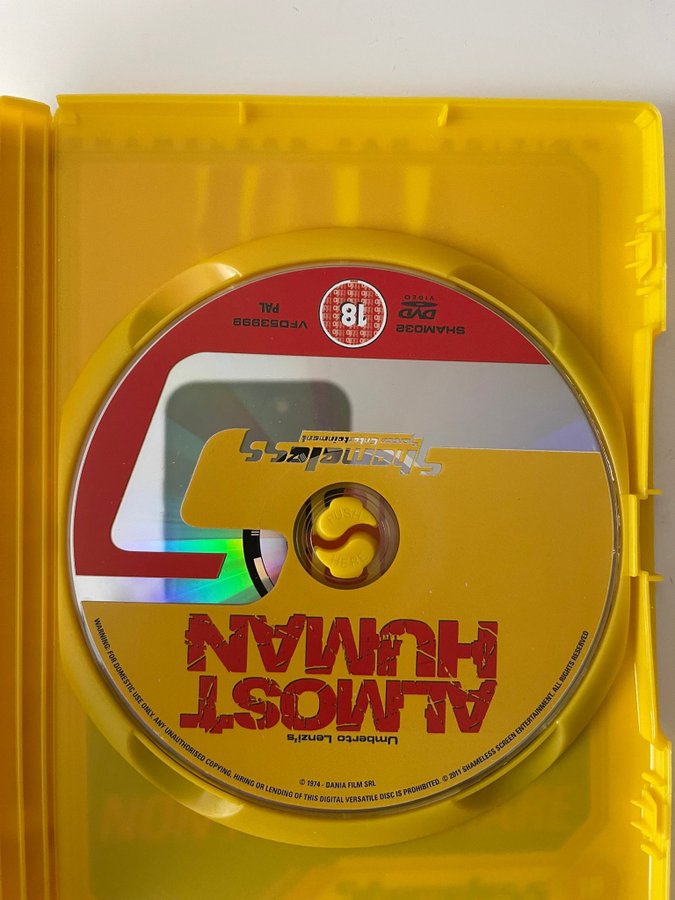 Umberto Lenzi's
ALMOST
HUMAN
Shameless
Screen Entertainment
PUSH
HERE
18
DVD
VIDEO
SHAM032
VFD53999
PAL
WARNING: FOR DOMESTIC USE ONLY. ANY UNAUTHORISED COPYING, HIRING OR LENDING OF THIS DIGITAL VERSATILE DISC IS PROHIBITED. © 2011 SHAMELESS SCREEN ENTERTAINMENT. ALL RIGHTS RESERVED
© 1974 - DANIA FILM SRL